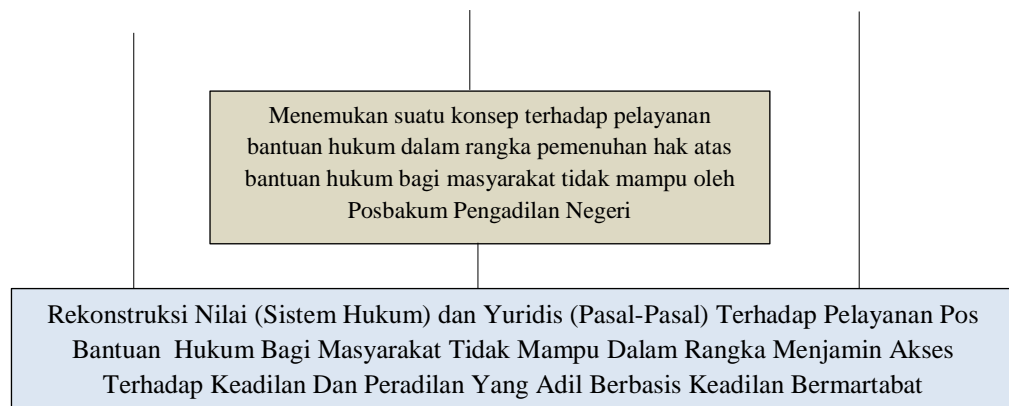 Menemukan suatu konsep terhadap pelayanan
bantuan hukum dalam rangka pemenuhan hak atas
bantuan hukum bagi masyarakat tidak mampu oleh
Posbakum Pengadilan Negeri
Rekonstruksi Nilai (Sistem Hukum) dan Yuridis (Pasal-Pasal) Terhadap Pelayanan Pos
Bantuan Hukum Bagi Masyarakat Tidak Mampu Dalam Rangka Menjamin Akses
Terhadap Keadilan Dan Peradilan Yang Adil Berbasis Keadilan Bermartabat